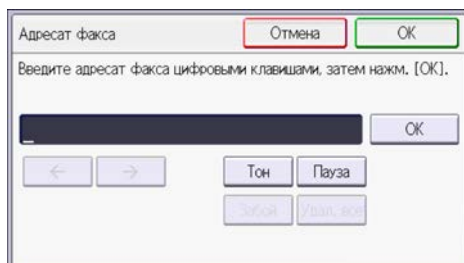 Адресат факса Отмена OK
Введите адресат факса цифровыми клавишами, затем нажм. [OK].
OK
← → Тон Пауза
Забой Удал. все